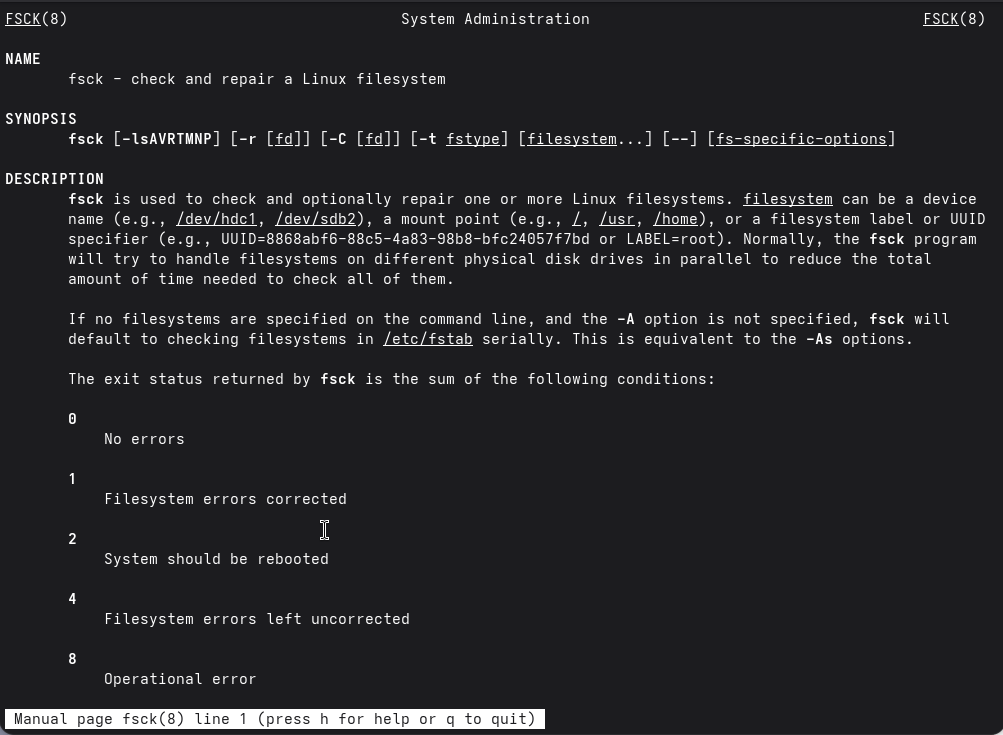 FSCK(8) System Administration FSCK(8)
NAME
fsck - check and repair a Linux filesystem
SYNOPSIS
fsck [-lsAVRTMNP] [-r [fd]] [-C [fd]] [-t fstype] [filesystem...] [--] [fs-specific-options]
DESCRIPTION
fsck is used to check and optionally repair one or more Linux filesystems. filesystem can be a device
name (e.g., /dev/hdc1, /dev/sdb2), a mount point (e.g., /, /usr, /home), or a filesystem label or UUID
specifier (e.g., UUID=8868abf6-88c5-4a83-98b8-bfc24057f7bd or LABEL=root). Normally, the fsck program
will try to handle filesystems on different physical disk drives in parallel to reduce the total
amount of time needed to check all of them.
If no filesystems are specified on the command line, and the -A option is not specified, fsck will
default to checking filesystems in /etc/fstab serially. This is equivalent to the -As options.
The exit status returned by fsck is the sum of the following conditions:
0
No errors
1
Filesystem errors corrected
2
System should be rebooted
4
Filesystem errors left uncorrected
8
Operational error
Manual page fsck(8) line 1 (press h for help or q to quit)